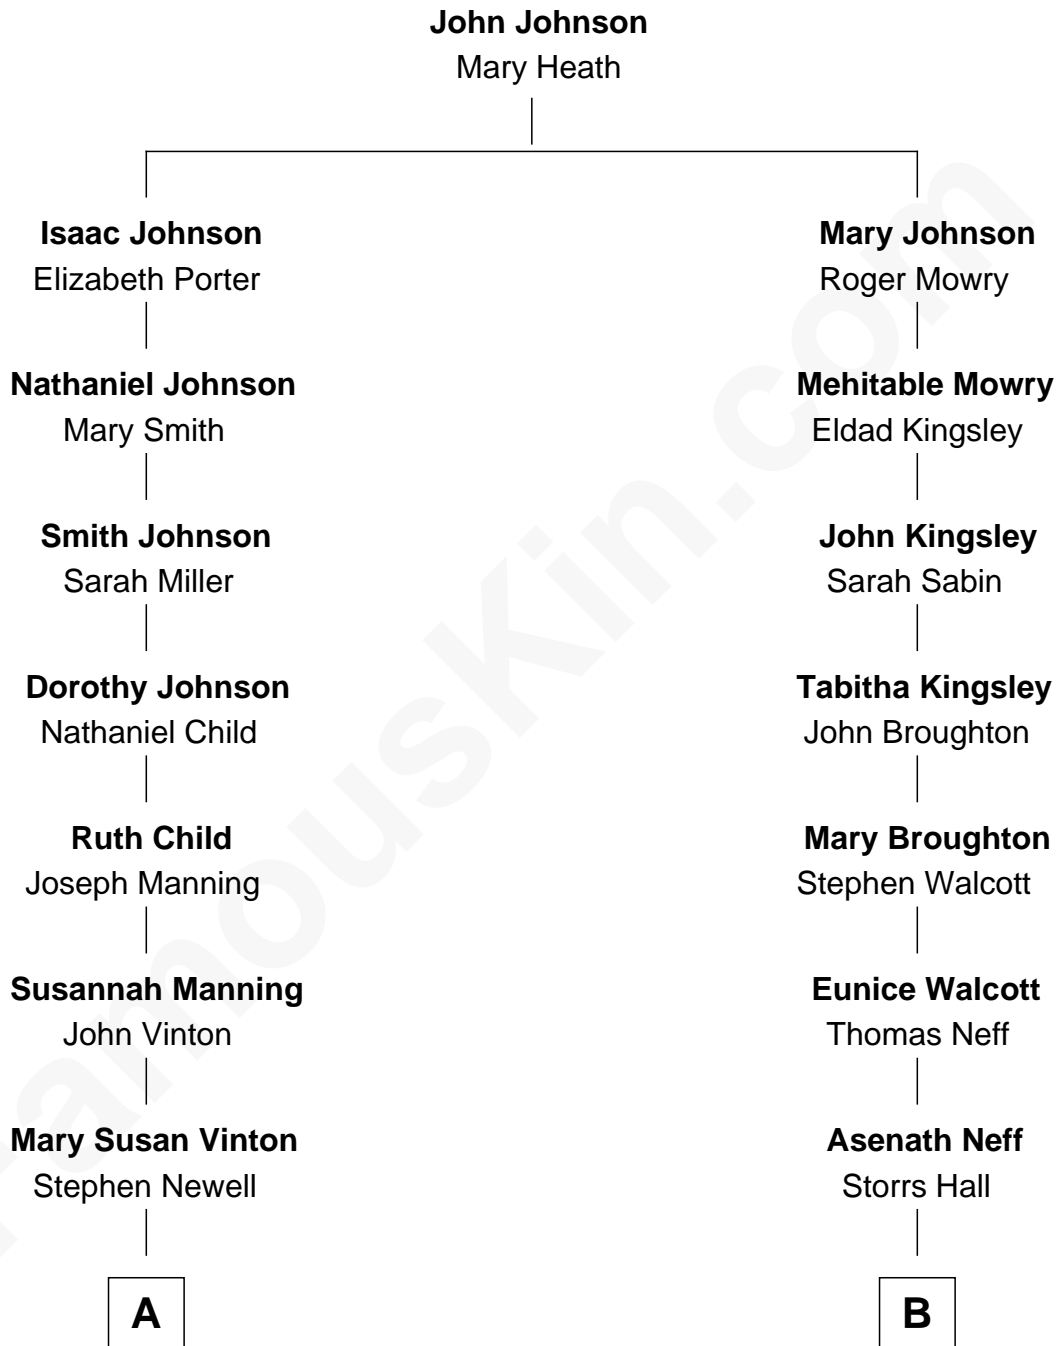 John Johnson
Mary Heath
Isaac Johnson
Elizabeth Porter
Mary Johnson
Roger Mowry
Nathaniel Johnson
Mary Smith
Mehitable Mowry
Eldad Kingsley
Smith Johnson
Sarah Miller
John Kingsley
Sarah Sabin
Dorothy Johnson
Nathaniel Child
Tabitha Kingsley
John Broughton
Ruth Child
Joseph Manning
Mary Broughton
Stephen Walcott
Susannah Manning
John Vinton
Eunice Walcott
Thomas Neff
Mary Susan Vinton
Stephen Newell
Asenath Neff
Storrs Hall
A
B
FamousKin.com